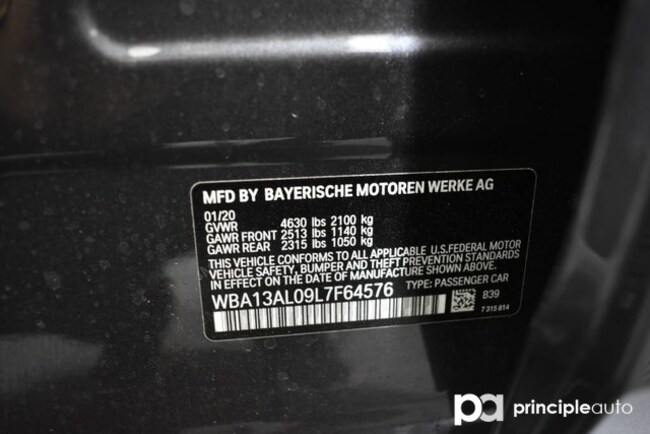 MFD BY BAYERISCHE MOTOREN WERKE AG
01/20
GVWR 4630 lbs 2100 kg
GAWR FRONT 2513 lbs 1140 kg
GAWR REAR 2315 lbs 1050 kg
THIS VEHICLE CONFORMS TO ALL APPLICABLE U.S.FEDERAL MOTOR
VEHICLE SAFETY, BUMPER AND THEFT PREVENTION STANDARDS
IN EFFECT ON THE DATE OF MANUFACTURE SHOWN ABOVE.
WBA13AL09L7F64576 TYPE: PASSENGER CAR
B39
7 315 814
pa principleauto